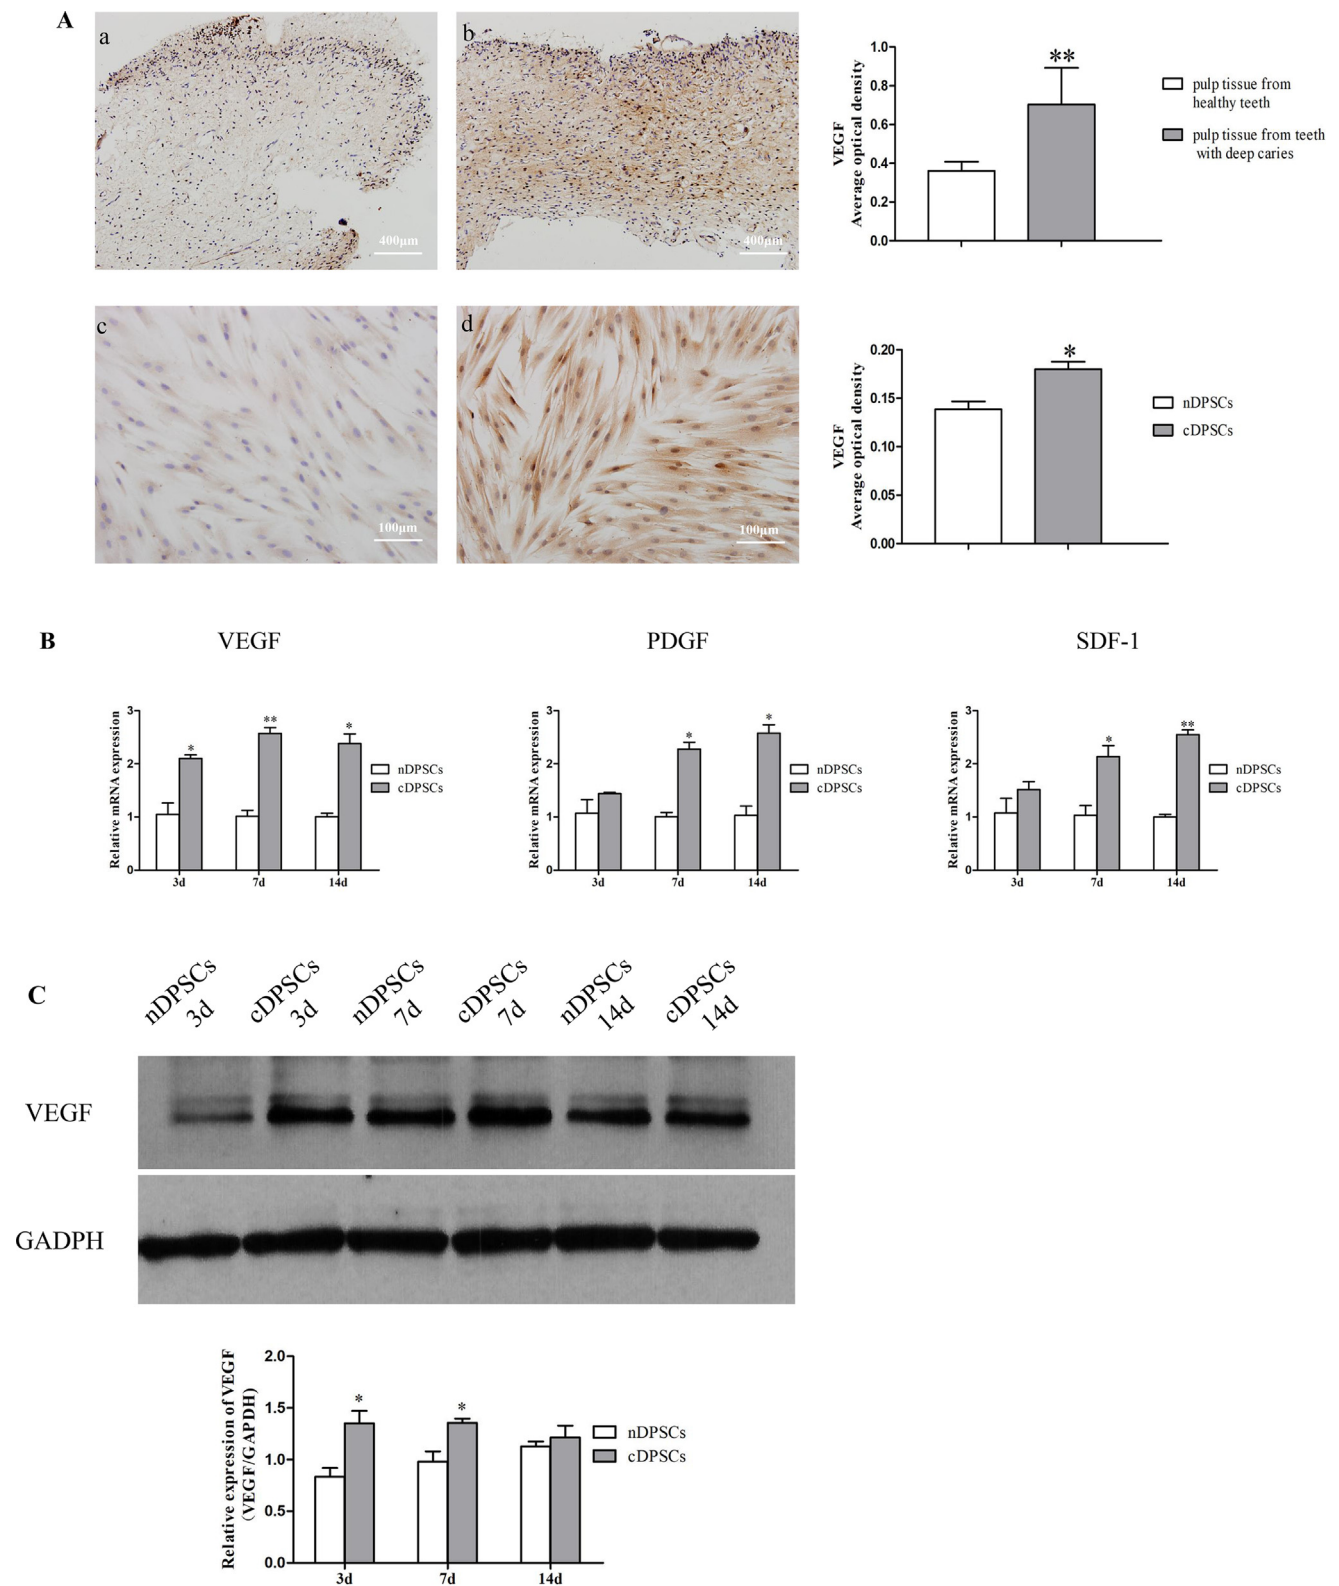 A
a
b
400μm
400μm
VEGF
Average optical density
1.0
0.8
0.6
0.4
0.2
0.0
**
pulp tissue from
healthy teeth
pulp tissue from teeth
with deep caries
c
d
100μm
100μm
VEGF
Average optical density
0.20
0.15
0.10
0.05
0.00
*
nDPSCs
cDPSCs
B
VEGF
PDGF
SDF-1
Relative mRNA expression
3
2
1
0
*
**
*
3d
7d
14d
nDPSCs
cDPSCs
Relative mRNA expression
3
2
1
0
*
*
3d
7d
14d
nDPSCs
cDPSCs
Relative mRNA expression
3
2
1
0
*
**
3d
7d
14d
nDPSCs
cDPSCs
C
nDPSCs
3d
cDPSCs
3d
nDPSCs
7d
cDPSCs
7d
nDPSCs
14d
cDPSCs
14d
VEGF
GADPH
Relative expression of VEGF
(VEGF/GAPDH)
2.0
1.5
1.0
0.5
0.0
*
*
3d
7d
14d
nDPSCs
cDPSCs